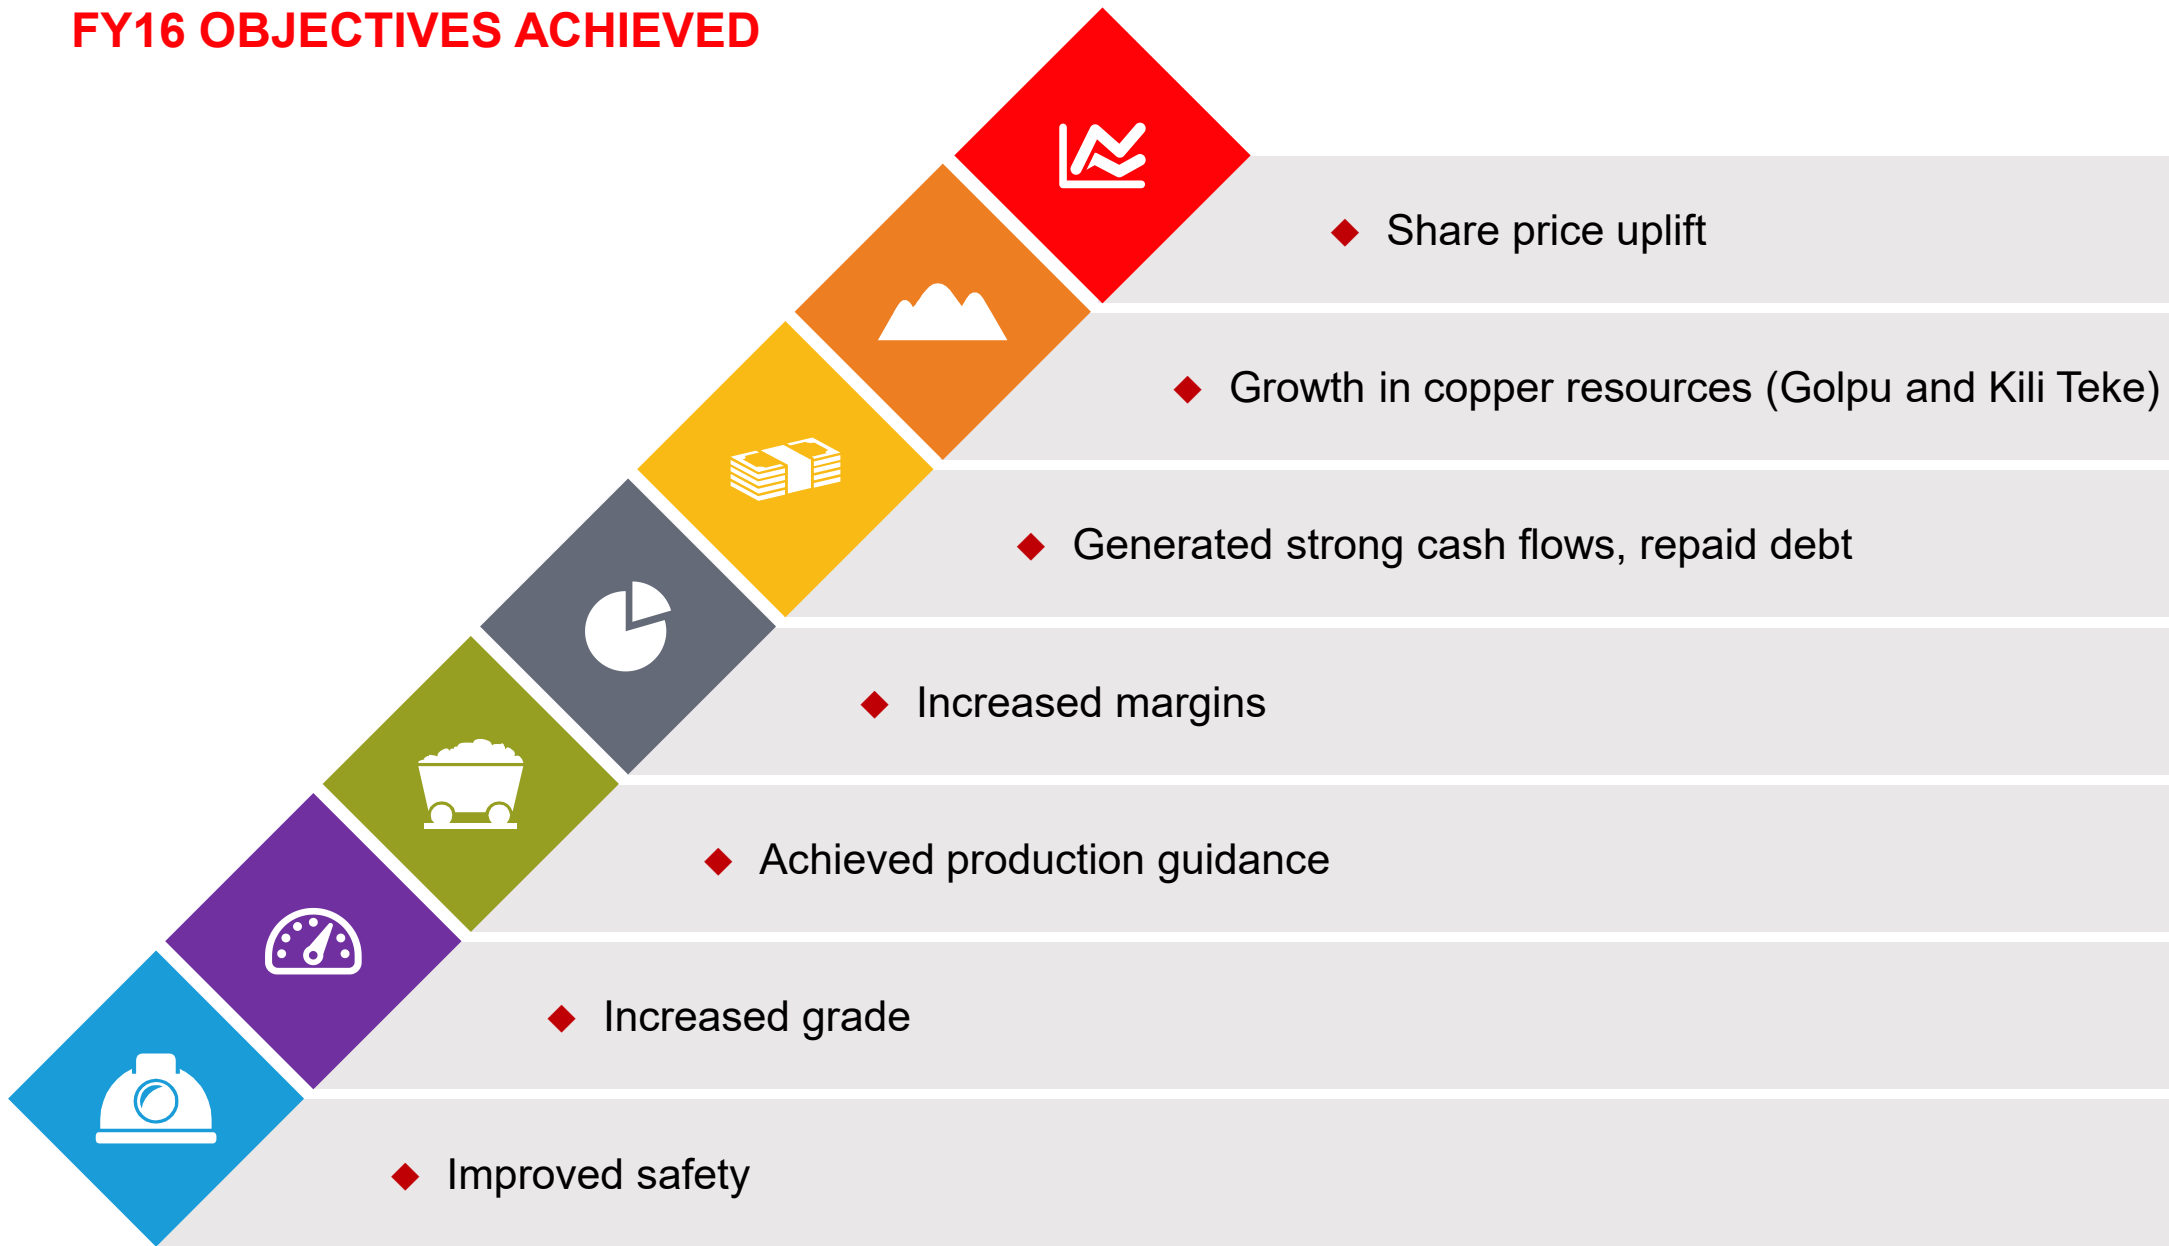 FY16 OBJECTIVES ACHIEVED
Share price uplift
Growth in copper resources (Golpu and Kili Teke)
Generated strong cash flows, repaid debt
Increased margins
Achieved production guidance
Increased grade
Improved safety